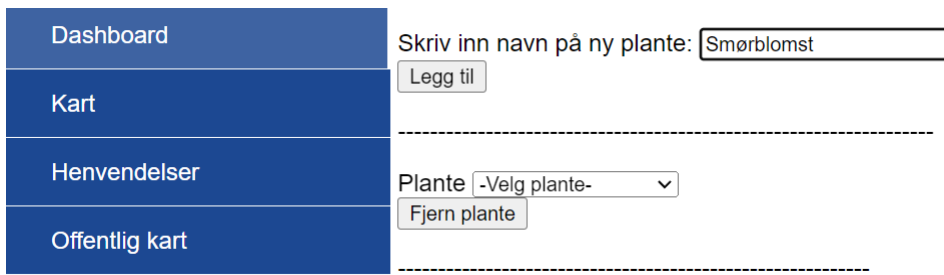 Dashboard
Kart
Henvendelser
Offentlig kart
Skriv inn navn på ny plante: Smørblomst
Legg til
-------------------------------------------------------------------
Plante -Velg plante-
Fjern plante
-----------------------------------------------------------